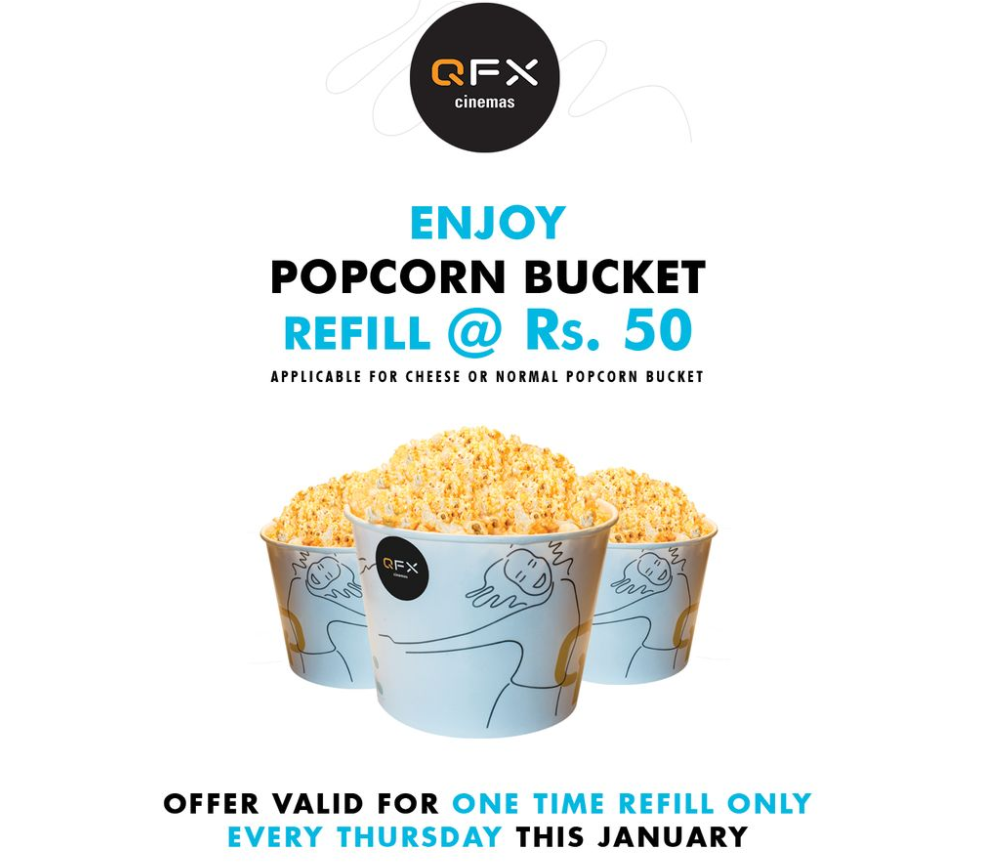 QFX
cinemas
ENJOY
POPCORN BUCKET
REFILL @ Rs. 50
APPLICABLE FOR CHEESE OR NORMAL POPCORN BUCKET
QFX
cinemas
OFFER VALID FOR ONE TIME REFILL ONLY
EVERY THURSDAY THIS JANUARY